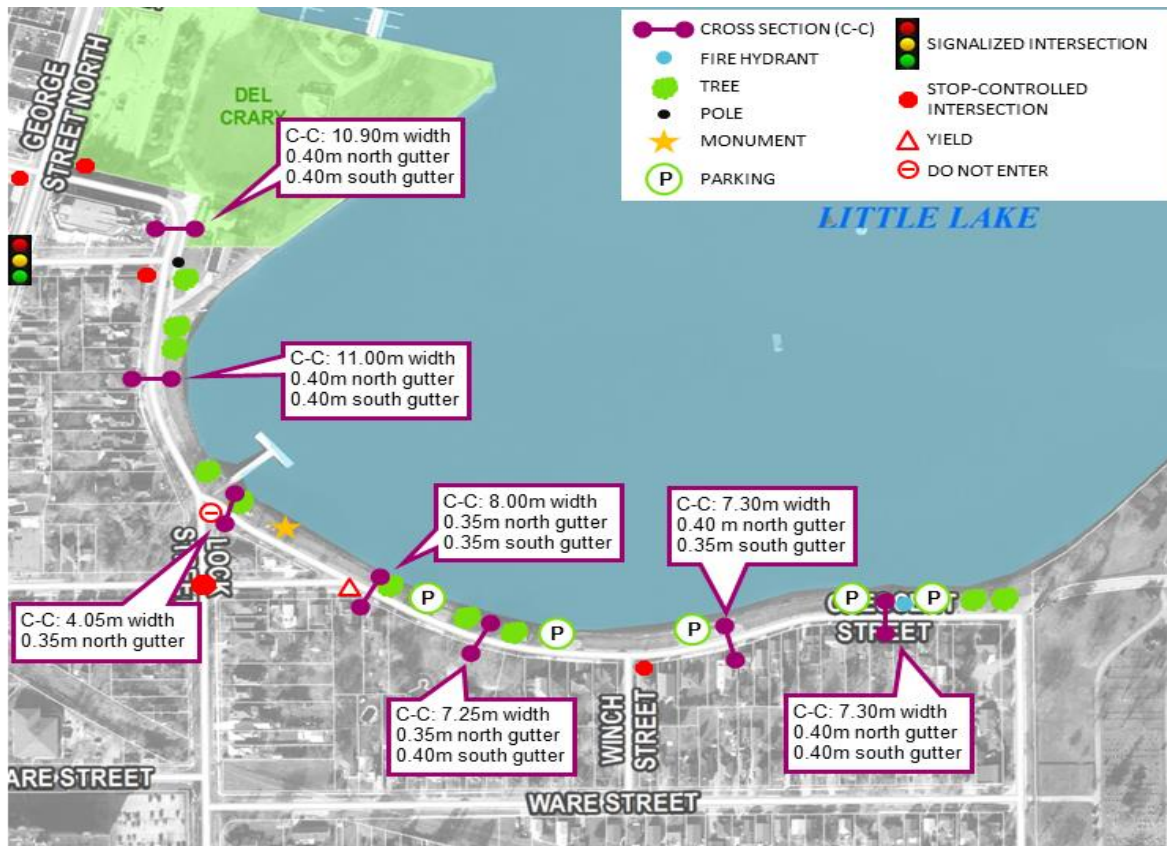 CROSS SECTION (C-C)
FIRE HYDRANT
TREE
POLE
MONUMENT
P
PARKING
SIGNALIZED INTERSECTION
STOP-CONTROLLED
INTERSECTION
YIELD
DO NOT ENTER
GEORGE
STREET NORTH
DEL
CRARY
C-C: 10.90m width
0.40m north gutter
0.40m south gutter
LITTLE LAKE
C-C: 11.00m width
0.40m north gutter
0.40m south gutter
C-C: 8.00m width
0.35m north gutter
0.35m south gutter
C-C: 7.30m width
0.40 m north gutter
0.35m south gutter
LOCK
C-C: 4.05m width
0.35m north gutter
P
P
P
P
P
STREET
C-C: 7.25m width
0.35m north gutter
0.40m south gutter
WINCH
STREET
C-C: 7.30m width
0.40m north gutter
0.40m south gutter
ARE STREET
WARE STREET